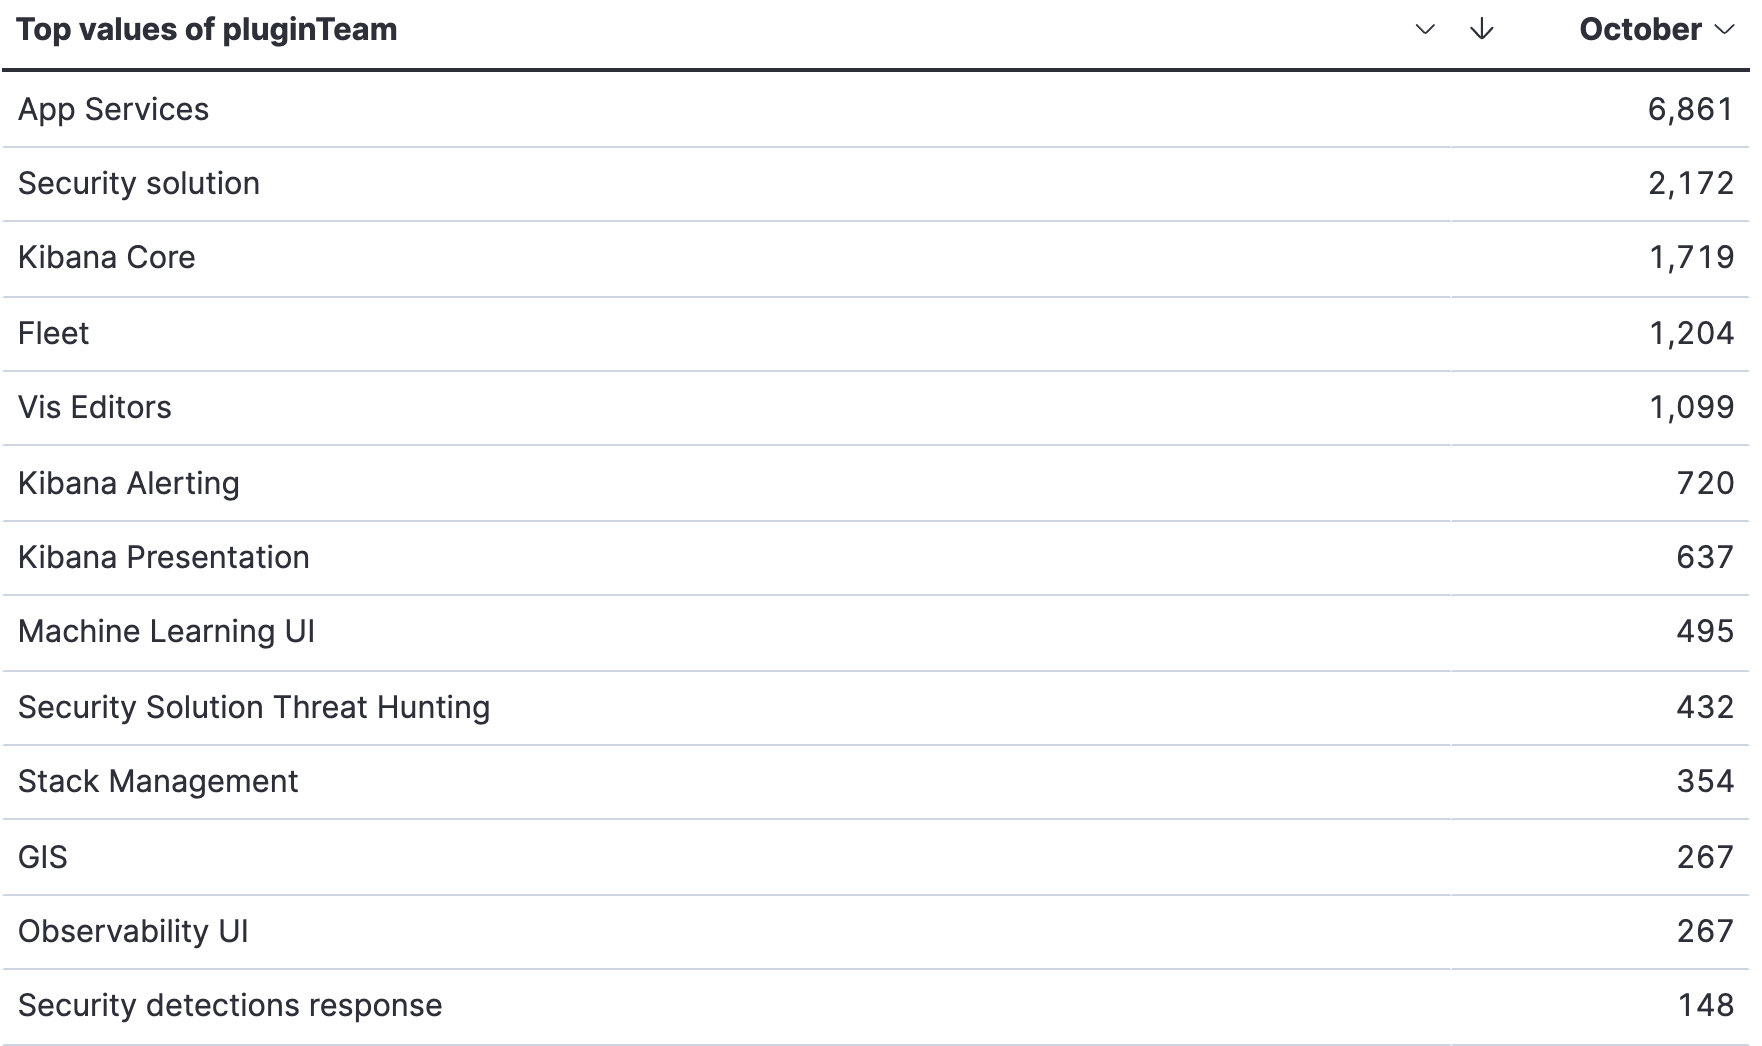 Top values of pluginTeam October
App Services 6,861
Security solution 2,172
Kibana Core 1,719
Fleet 1,204
Vis Editors 1,099
Kibana Alerting 720
Kibana Presentation 637
Machine Learning UI 495
Security Solution Threat Hunting 432
Stack Management 354
GIS 267
Observability UI 267
Security detections response 148